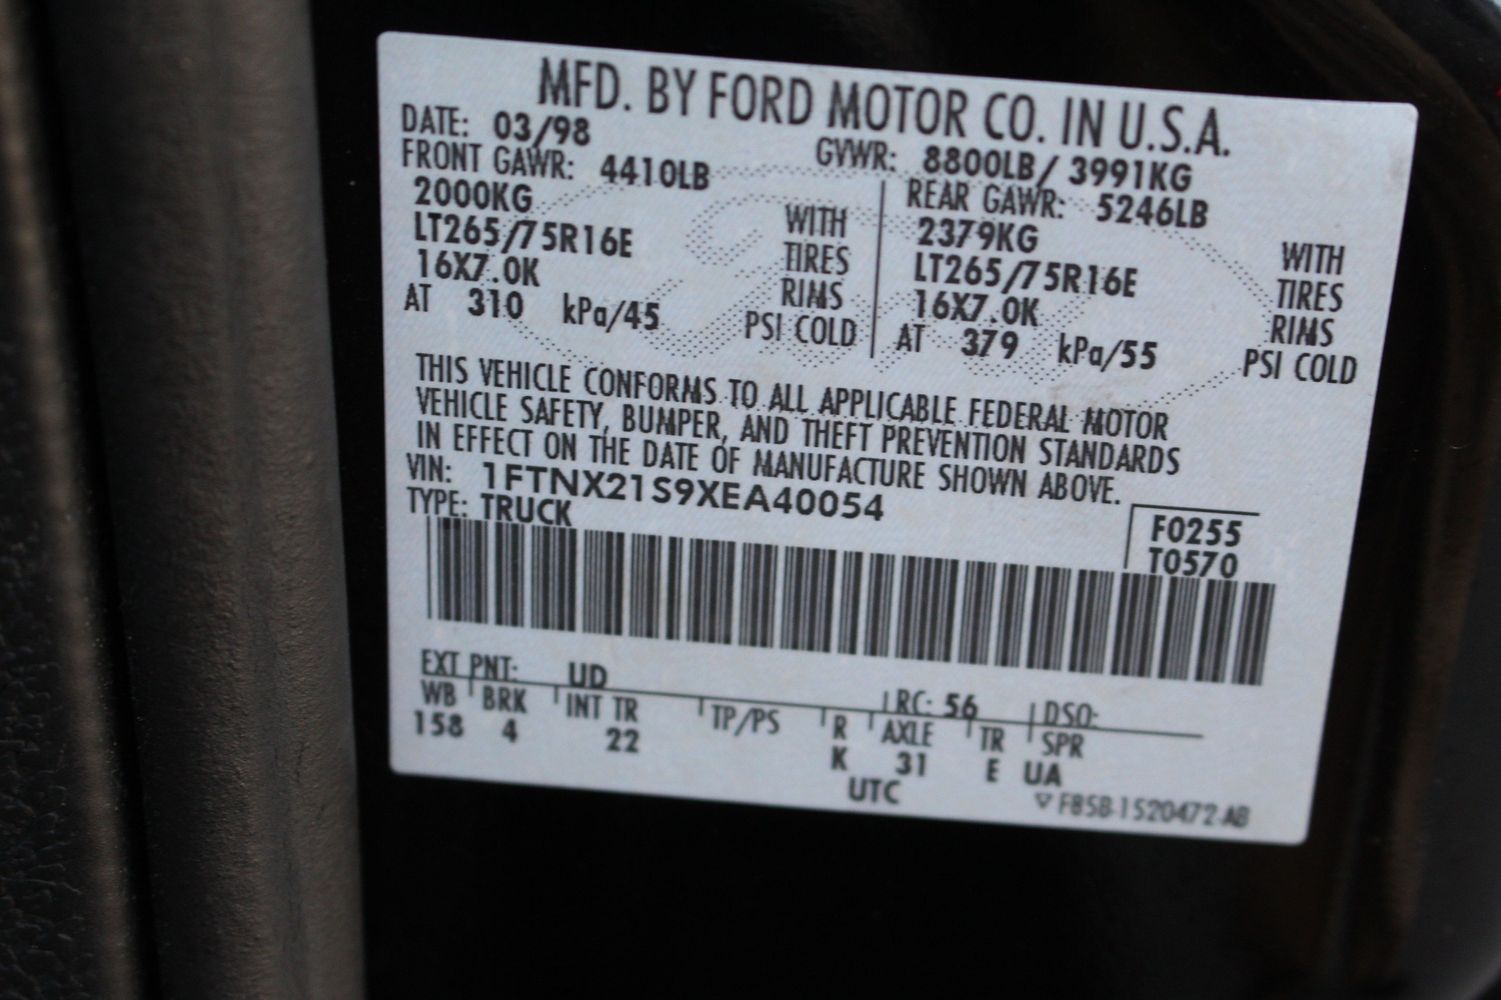 MFD. BY FORD MOTOR CO. IN U.S.A.
DATE: 03/98 GVWR: 8800LB/ 3991KG
FRONT GAWR: 4410LB REAR GAWR: 5246LB
2000KG WITH 2379KG WITH
LT265/75R16E TIRES LT265/75R16E TIRES
16X7.0K RIMS 16X7.0K RIMS
AT 310 kPa/45 PSI COLD AT 379 kPa/55 PSI COLD
THIS VEHICLE CONFORMS TO ALL APPLICABLE FEDERAL MOTOR
VEHICLE SAFETY, BUMPER, AND THEFT PREVENTION STANDARDS
IN EFFECT ON THE DATE OF MANUFACTURE SHOWN ABOVE.
VIN: 1FTNX21S9XEA40054
TYPE: TRUCK
F0255
T0570
EXT PNT: UD RC: 56 DSO:
WB BRK INT TR TP/PS R AXLE TR SPR
158 4 22 K 31 E UA
UTC
▽ F85B-1520472-AB